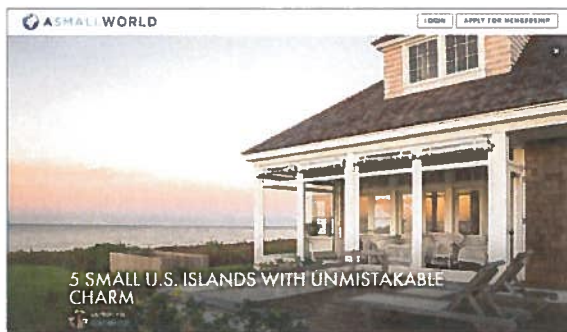 ASMALLWORLD
LOGIN
APPLY FOR MEMBERSHIP
5 SMALL U.S. ISLANDS WITH UNMISTAKABLE
CHARM